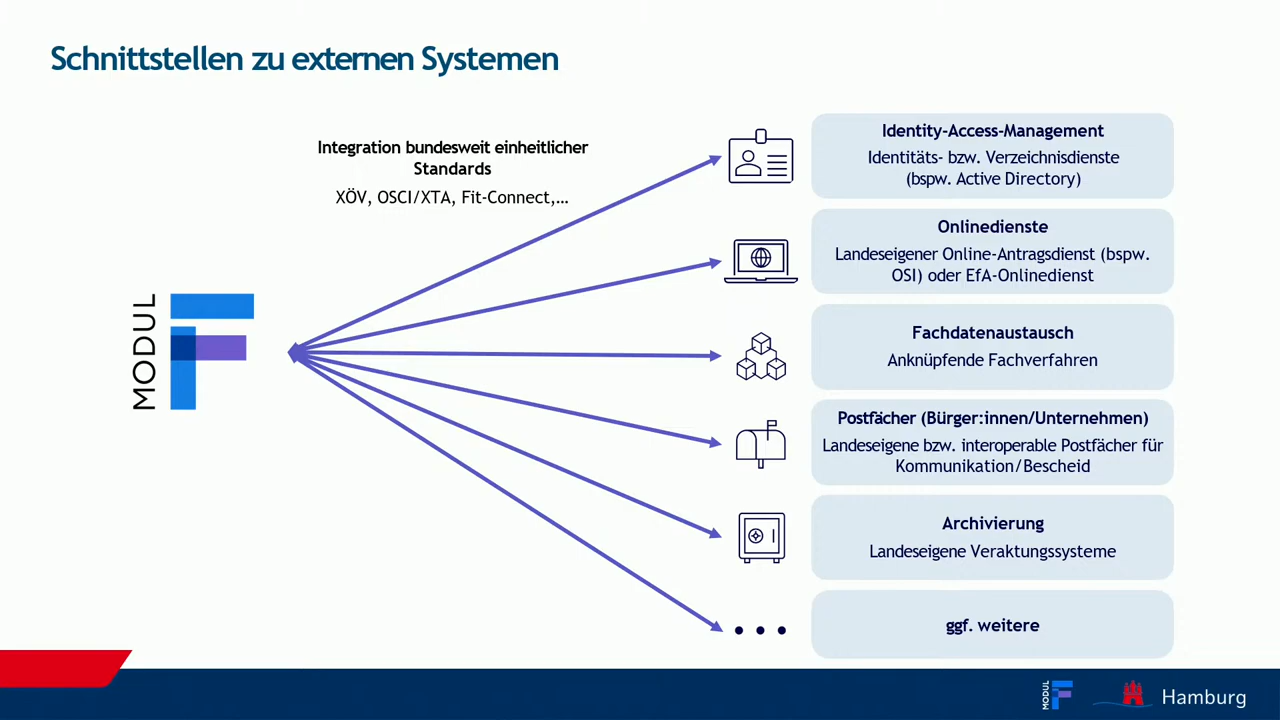 Schnittstellen zu externen Systemen
Integration bundesweit einheitlicher
Standards
XÖV, OSCI/XTA, Fit-Connect,...
MODUL F
Identity-Access-Management
Identitäts- bzw. Verzeichnisdienste
(bspw. Active Directory)
Onlinedienste
Landeseigener Online-Antragsdienst (bspw.
OSI) oder EfA-Onlinedienst
Fachdatenaustausch
Anknüpfende Fachverfahren
Postfächer (Bürger:innen/Unternehmen)
Landeseigene bzw. interoperable Postfächer für
Kommunikation/Bescheid
Archivierung
Landeseigene Veraktungssysteme
ggf. weitere
MODUL F
Hamburg